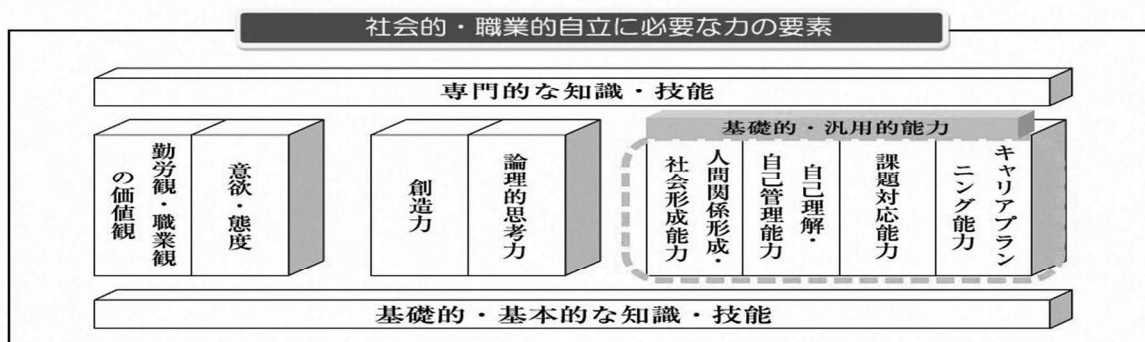 社会的・職業的自立に必要な力の要素
専門的な知識・技能
基礎的・汎用的能力
勤労観・職業観
の価値観
意欲・態度
創造力
論理的思考力
人間関係形成・
社会形成能力
自己理解・
自己管理能力
課題対応能力
キャリアプラン
ニング能力
基礎的・基本的な知識・技能